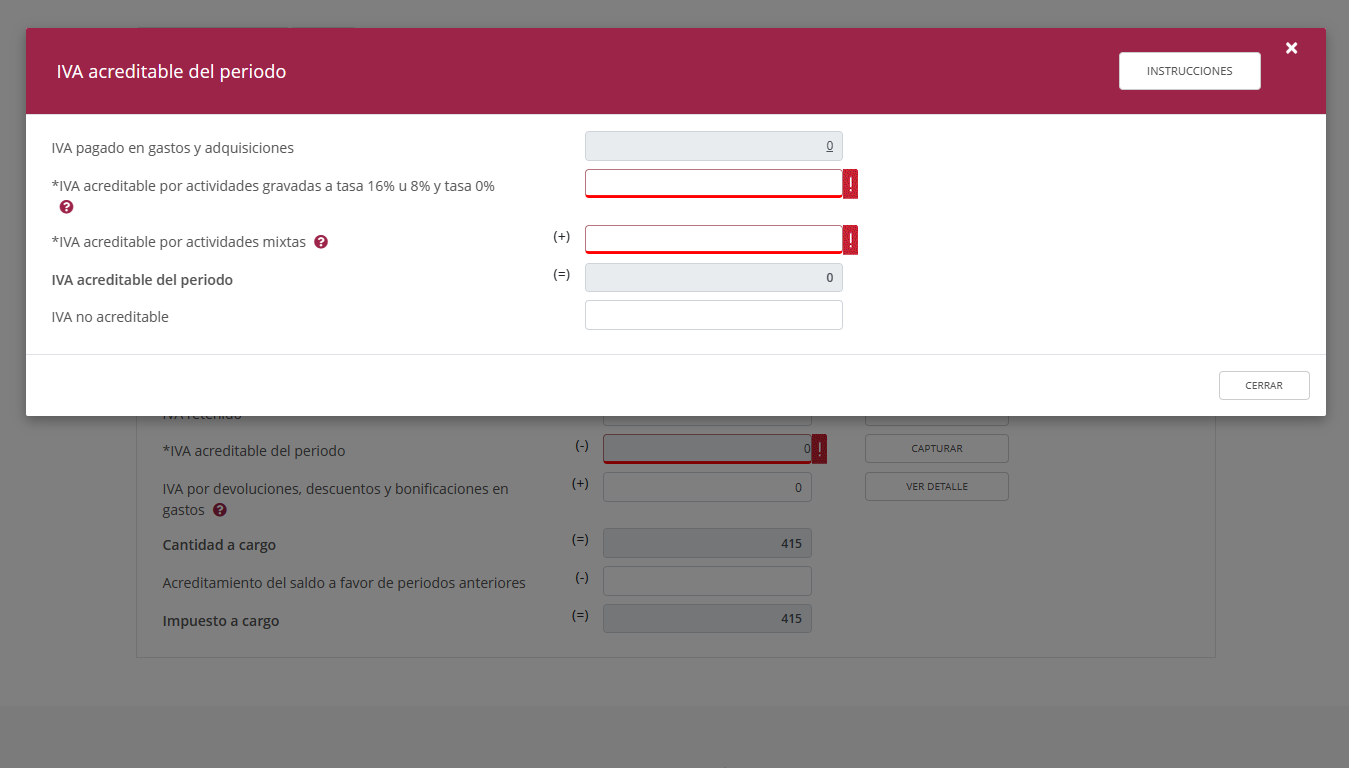 IVA acreditable del periodo
INSTRUCCIONES
IVA pagado en gastos y adquisiciones 0
*IVA acreditable por actividades gravadas a tasa 16% u 8% y tasa 0% !
?
*IVA acreditable por actividades mixtas ? (+) !
IVA acreditable del periodo (=) 0
IVA no acreditable
CERRAR
IVA retenido
*IVA acreditable del periodo (-) 0 ! CAPTURAR
IVA por devoluciones, descuentos y bonificaciones en (+) 0 VER DETALLE
gastos ?
Cantidad a cargo (=) 415
Acreditamiento del saldo a favor de periodos anteriores (-)
Impuesto a cargo (=) 415